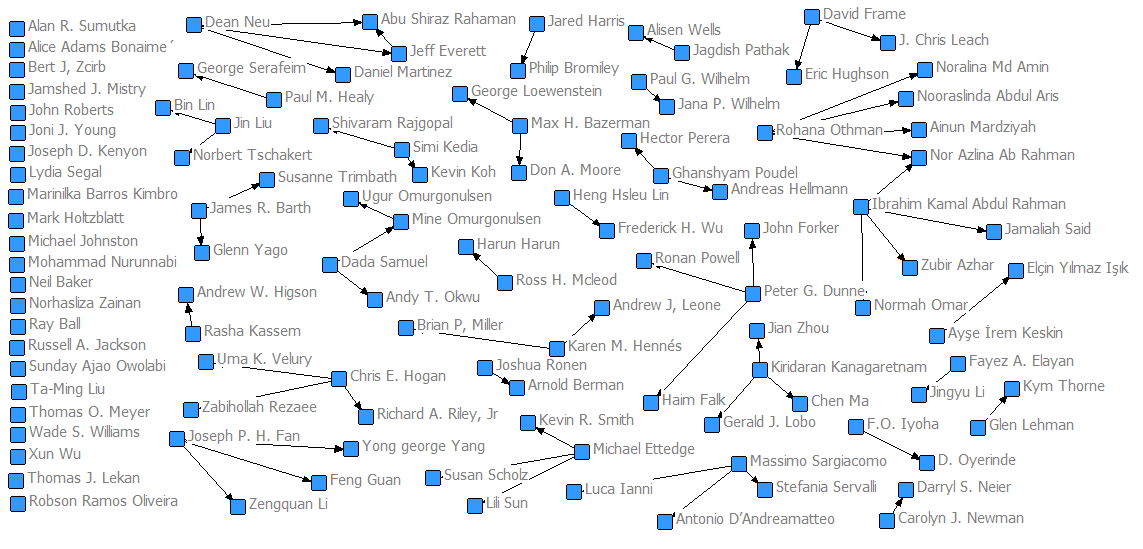 Alan R. Sumutka
Alice Adams Bonaime´
Bert J, Zcirb
Jamshed J. Mistry
John Roberts
Joni J. Young
Joseph D. Kenyon
Lydia Segal
Marinilka Barros Kimbro
Mark Holtzblatt
Michael Johnston
Mohammad Nurunnabi
Neil Baker
Norhasliza Zainan
Ray Ball
Russell A. Jackson
Sunday Ajao Owolabi
Ta-Ming Liu
Thomas O. Meyer
Wade S. Williams
Xun Wu
Thomas J. Lekan
Robson Ramos Oliveira
Dean Neu
Abu Shiraz Rahaman
Jeff Everett
Daniel Martinez
George Serafeim
Paul M. Healy
Bin Lin
Jin Liu
Norbert Tschakert
Shivaram Rajgopal
Simi Kedia
Kevin Koh
Susanne Trimbath
James R. Barth
Glenn Yago
Ugur Omurgonulsen
Mine Omurgonulsen
Dada Samuel
Andy T. Okwu
Andrew W. Higson
Rasha Kassem
Brian P, Miller
Andrew J, Leone
Karen M. Hennés
Uma K. Velury
Chris E. Hogan
Zabihollah Rezaee
Richard A. Riley, Jr
Joseph P. H. Fan
Yong george Yang
Feng Guan
Zengquan Li
Jared Harris
Philip Bromiley
George Loewenstein
Max H. Bazerman
Don A. Moore
Alisen Wells
Jagdish Pathak
Paul G. Wilhelm
Jana P. Wilhelm
Hector Perera
Ghanshyam Poudel
Andreas Hellmann
Heng Hsleu Lin
Frederick H. Wu
Harun Harun
Ross H. Mcleod
Ronan Powell
John Forker
Peter G. Dunne
Haim Falk
Joshua Ronen
Arnold Berman
Kevin R. Smith
Michael Ettedge
Susan Scholz
Lili Sun
Luca Ianni
Massimo Sargiacomo
Stefania Servalli
Antonio D’Andreamatteo
David Frame
J. Chris Leach
Eric Hughson
Noralina Md Amin
Nooraslinda Abdul Aris
Rohana Othman
Ainun Mardziyah
Nor Azlina Ab Rahman
Ibrahim Kamal Abdul Rahman
Jamaliah Said
Zubir Azhar
Normah Omar
Elçin Yılmaz Işık
Ayşe İrem Keskin
Jian Zhou
Kiridaran Kanagaretnam
Chen Ma
Gerald J. Lobo
Fayez A. Elayan
Jingyu Li
Kym Thorne
Glen Lehman
F.O. Iyoha
D. Oyerinde
Darryl S. Neier
Carolyn J. Newman